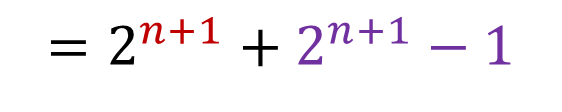 = 2^{n+1} + 2^{n+1} − 1